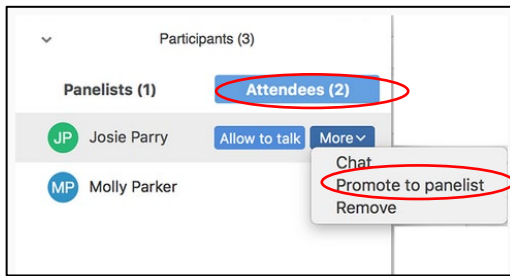 Participants (3)
Panelists (1) Attendees (2)
JP Josie Parry Allow to talk More
MP Molly Parker
Chat
Promote to panelist
Remove